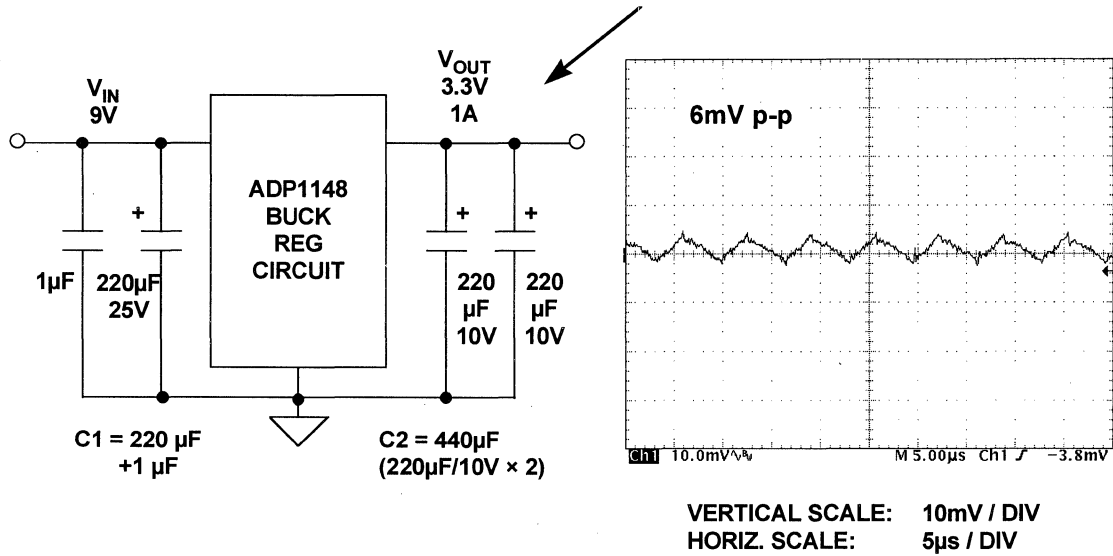 V_IN
9V
V_OUT
3.3V
1A
ADP1148
BUCK
REG
CIRCUIT
+
1µF
220µF
25V
+
220
µF
10V
+
220
µF
10V
C1 = 220 µF
+1 µF
C2 = 440µF
(220µF/10V × 2)
6mV p-p
Ch1 10.0mV∿BW M 5.00µs Ch1 ∫ −3.8mV
VERTICAL SCALE: 10mV / DIV
HORIZ. SCALE: 5µs / DIV